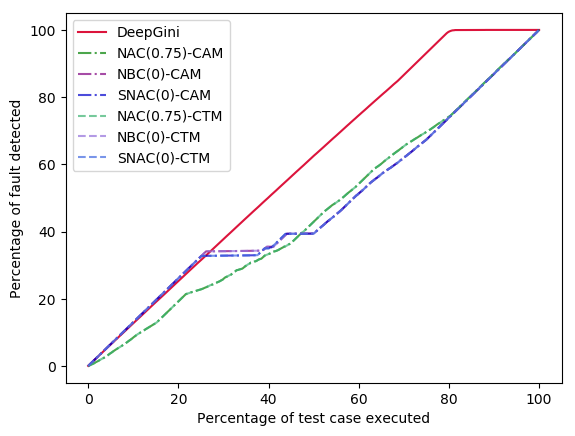 100
80
60
40
20
0
Percentage of fault detected
DeepGini
NAC(0.75)-CAM
NBC(0)-CAM
SNAC(0)-CAM
NAC(0.75)-CTM
NBC(0)-CTM
SNAC(0)-CTM
0 20 40 60 80 100
Percentage of test case executed